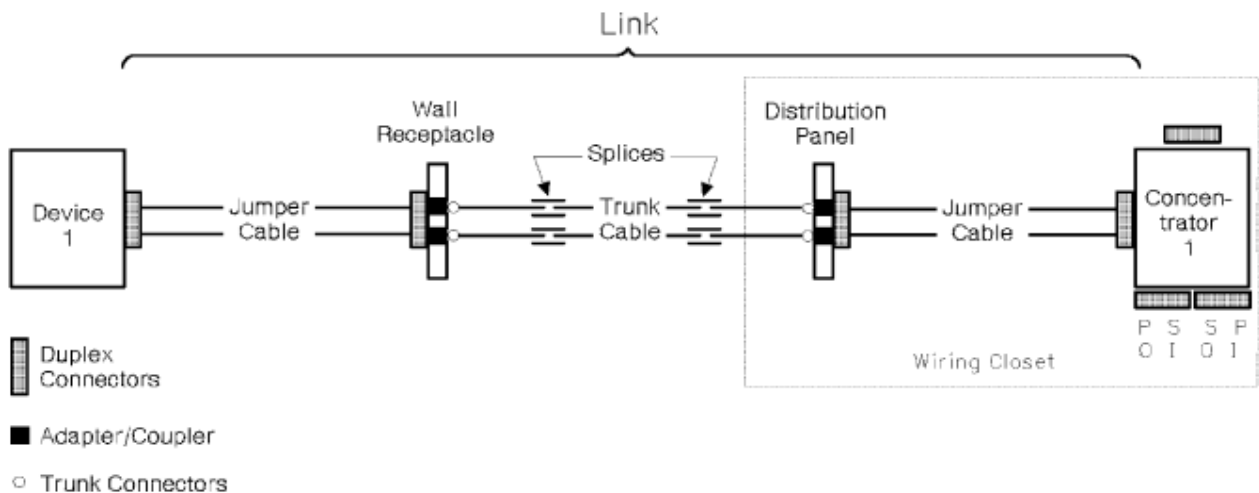 Link
Wall
Receptacle
Distribution
Panel
Splices
Device
1
Jumper
Cable
Trunk
Cable
Jumper
Cable
Concen-
trator
1
P S S P
O I O I
Wiring Closet
Duplex
Connectors
Adapter/Coupler
Trunk Connectors